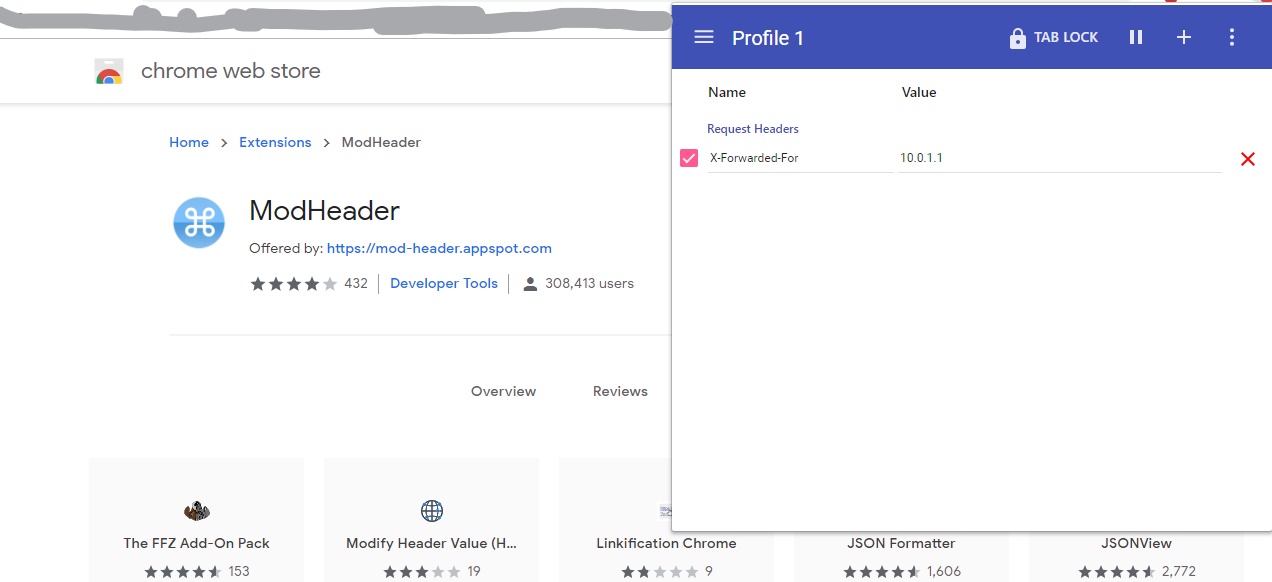 chrome web store
Home > Extensions > ModHeader
ModHeader
Offered by: https://mod-header.appspot.com
432 Developer Tools 308,413 users
Overview Reviews
The FFZ Add-On Pack
153
Modify Header Value (H...
19
Linkification Chrome
9
JSON Formatter
1,606
JSONView
2,772
Profile 1 TAB LOCK
Name Value
Request Headers
X-Forwarded-For 10.0.1.1